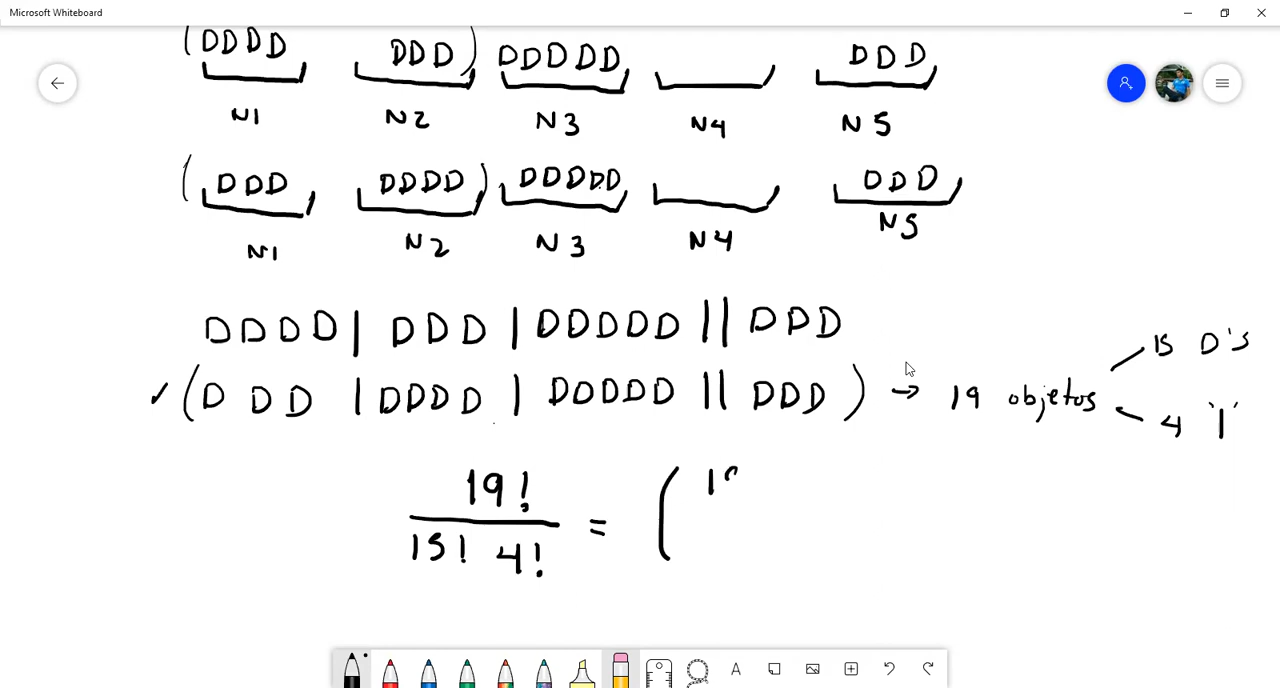 Microsoft Whiteboard
(DDDD DDD) DDDDD DDD
N1 N2 N3 N4 N5
(DDD DDDD) DDDDD DDD
N1 N2 N3 N4 N5
DDDD| DDD | DDDDD || DDD
✓ (DDD | DDDD | DDDDD || DDD) → 19 objetos
15 D's
4 '|'
19!
15! 4!
= (19
A